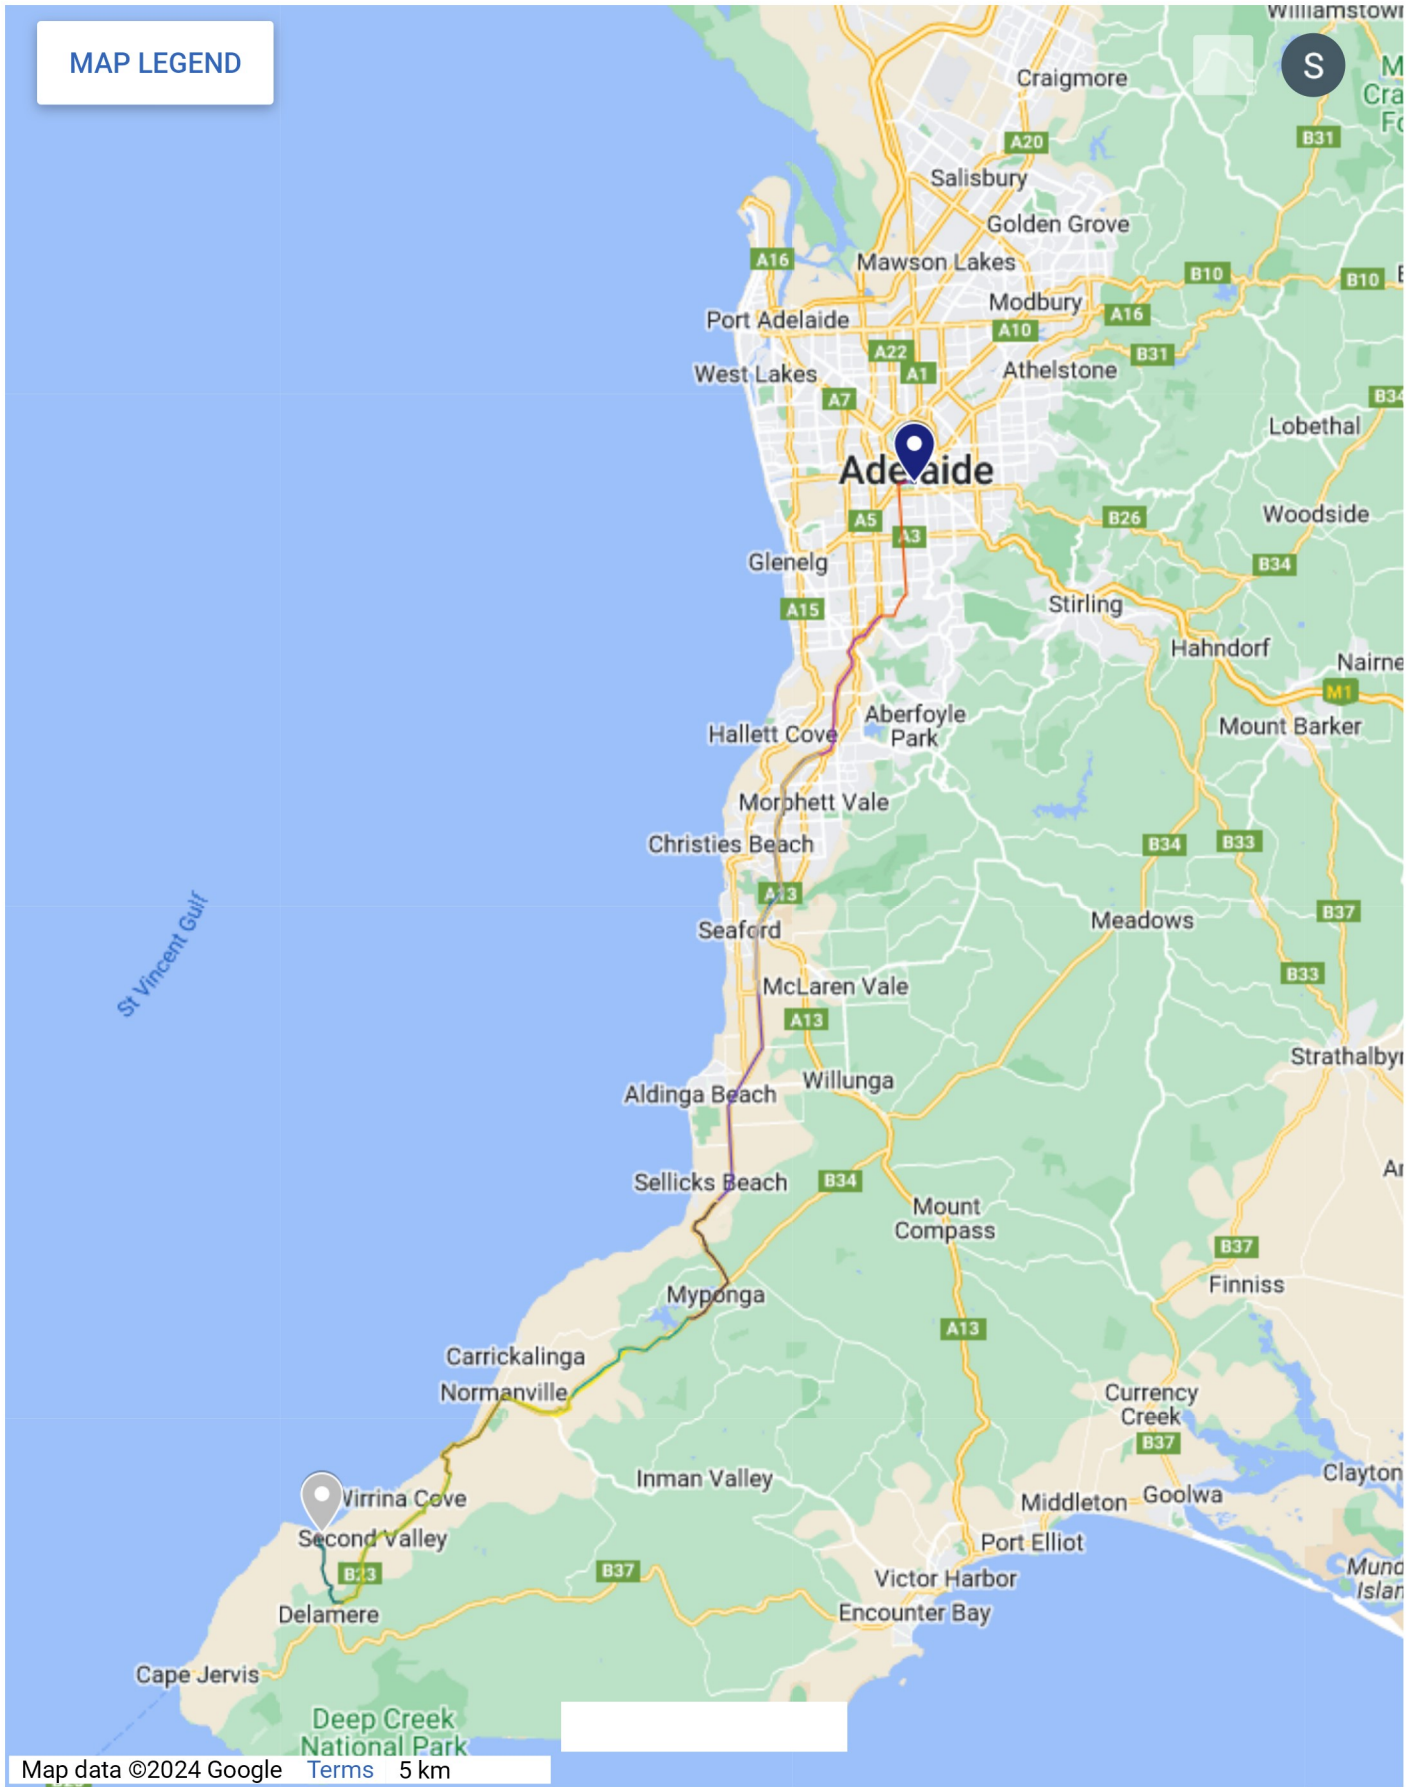 MAP LEGEND
Williamstown
S
Craigmore
B31
A20
Salisbury
Golden Grove
A16
Mawson Lakes
B10
B10
Modbury
A16
Port Adelaide
A10
A22
B31
West Lakes
A1
Athelstone
A7
B34
Lobethal
Adelaide
A5
B26
Woodside
A3
Glenelg
B34
A15
Stirling
Hahndorf
Nairne
M1
Aberfoyle
Park
Mount Barker
Hallett Cove
Morphett Vale
Christies Beach
B34
B33
A13
B37
Seaford
Meadows
St Vincent Gulf
B33
McLaren Vale
A13
Willunga
Aldinga Beach
Sellicks Beach
B34
Mount
Compass
B37
Finniss
Myponga
A13
Carrickalinga
Normanville
Currency
Creek
B37
Inman Valley
Clayton
Wirrina Cove
Middleton
Goolwa
Second Valley
Port Elliot
B23
B37
Victor Harbor
Delamere
Encounter Bay
Cape Jervis
Deep Creek
National Park
Map data ©2024 Google
Terms
5 km